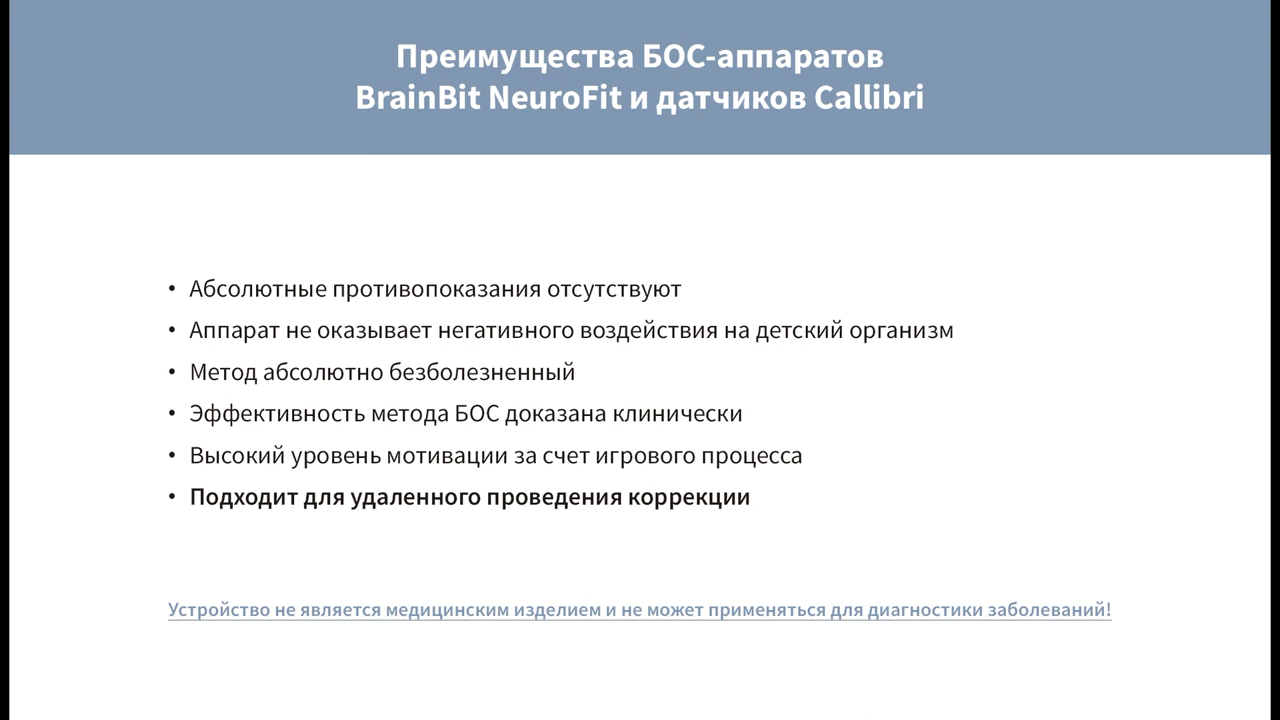 Преимущества БОС-аппаратов
BrainBit NeuroFit и датчиков Callibri
• Абсолютные противопоказания отсутствуют
• Аппарат не оказывает негативного воздействия на детский организм
• Метод абсолютно безболезненный
• Эффективность метода БОС доказана клинически
• Высокий уровень мотивации за счет игрового процесса
• Подходит для удаленного проведения коррекции
Устройство не является медицинским изделием и не может применяться для диагностики заболеваний!